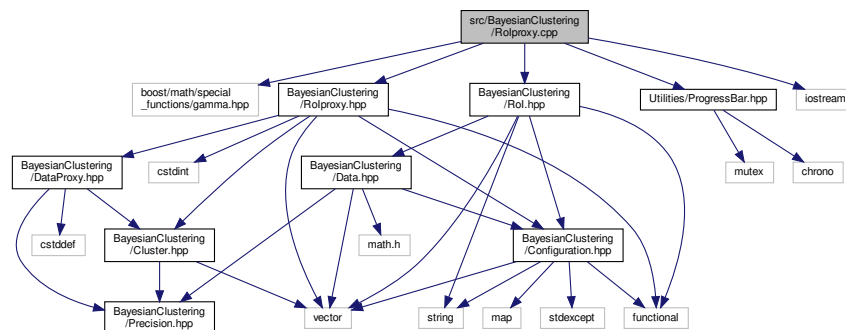 src/BayesianClustering
/RoIproxy.cpp
boost/math/special
_functions/gamma.hpp
BayesianClustering
/RoIproxy.hpp
BayesianClustering
/RoI.hpp
Utilities/ProgressBar.hpp
iostream
BayesianClustering
/DataProxy.hpp
cstdint
BayesianClustering
/Data.hpp
mutex
chrono
cstddef
BayesianClustering
/Cluster.hpp
math.h
BayesianClustering
/Configuration.hpp
BayesianClustering
/Precision.hpp
vector
string
map
stdexcept
functional